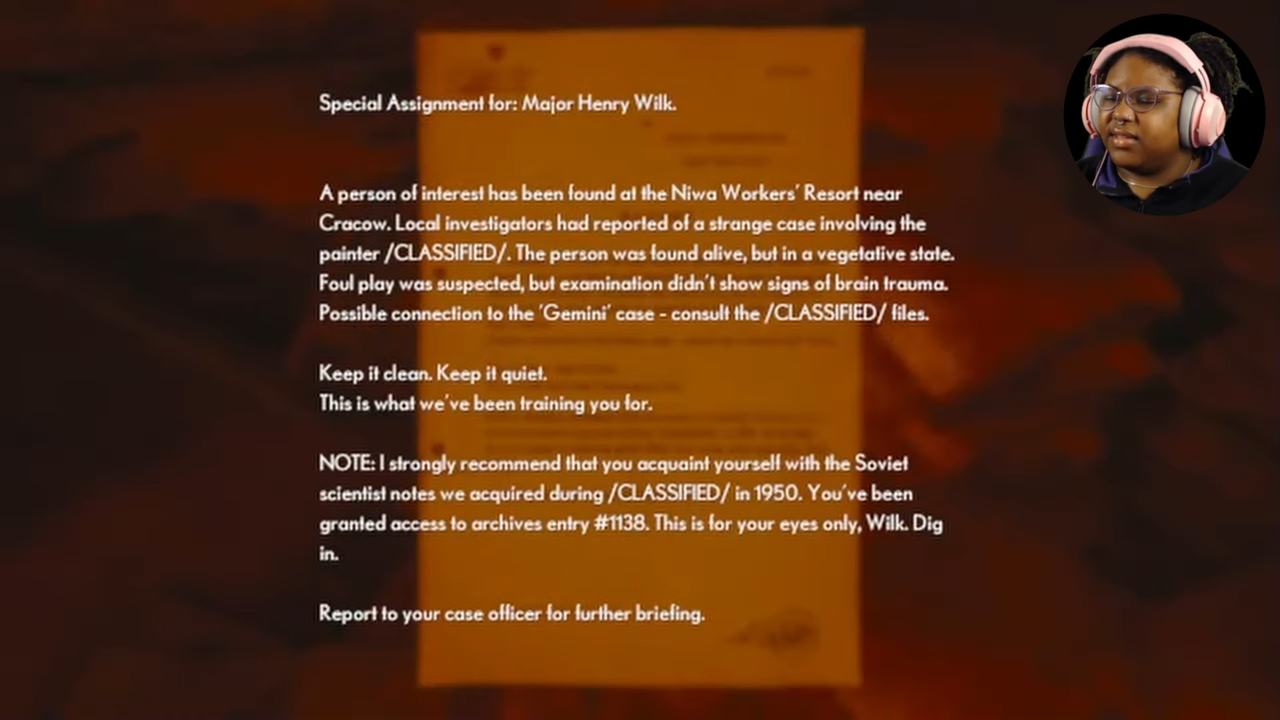 Special Assignment for: Major Henry Wilk.
A person of interest has been found at the Niwa Workers' Resort near
Cracow. Local investigators had reported of a strange case involving the
painter /CLASSIFIED/. The person was found alive, but in a vegetative state.
Foul play was suspected, but examination didn't show signs of brain trauma.
Possible connection to the 'Gemini' case - consult the /CLASSIFIED/ files.
Keep it clean. Keep it quiet.
This is what we've been training you for.
NOTE: I strongly recommend that you acquaint yourself with the Soviet
scientist notes we acquired during /CLASSIFIED/ in 1950. You've been
granted access to archives entry #1138. This is for your eyes only, Wilk. Dig
in.
Report to your case officer for further briefing.